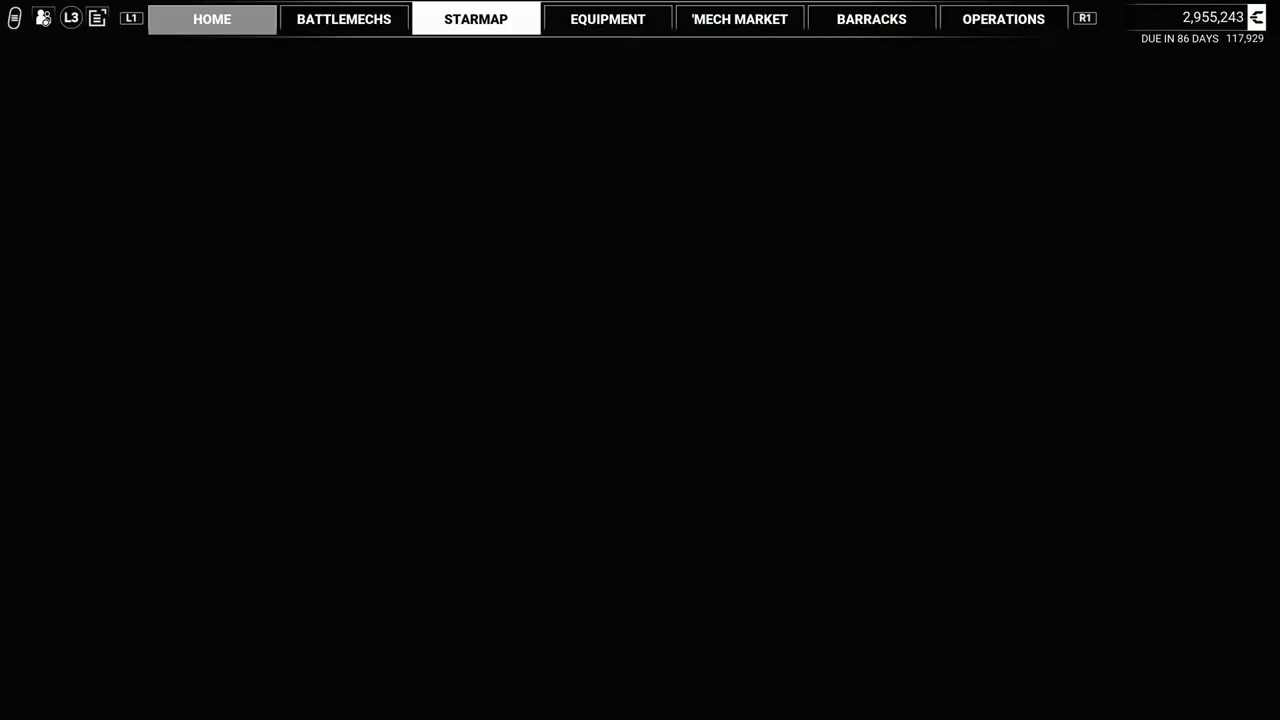 L3 L1 HOME BATTLEMECHS STARMAP EQUIPMENT 'MECH MARKET BARRACKS OPERATIONS R1 2,955,243
DUE IN 86 DAYS 117,929